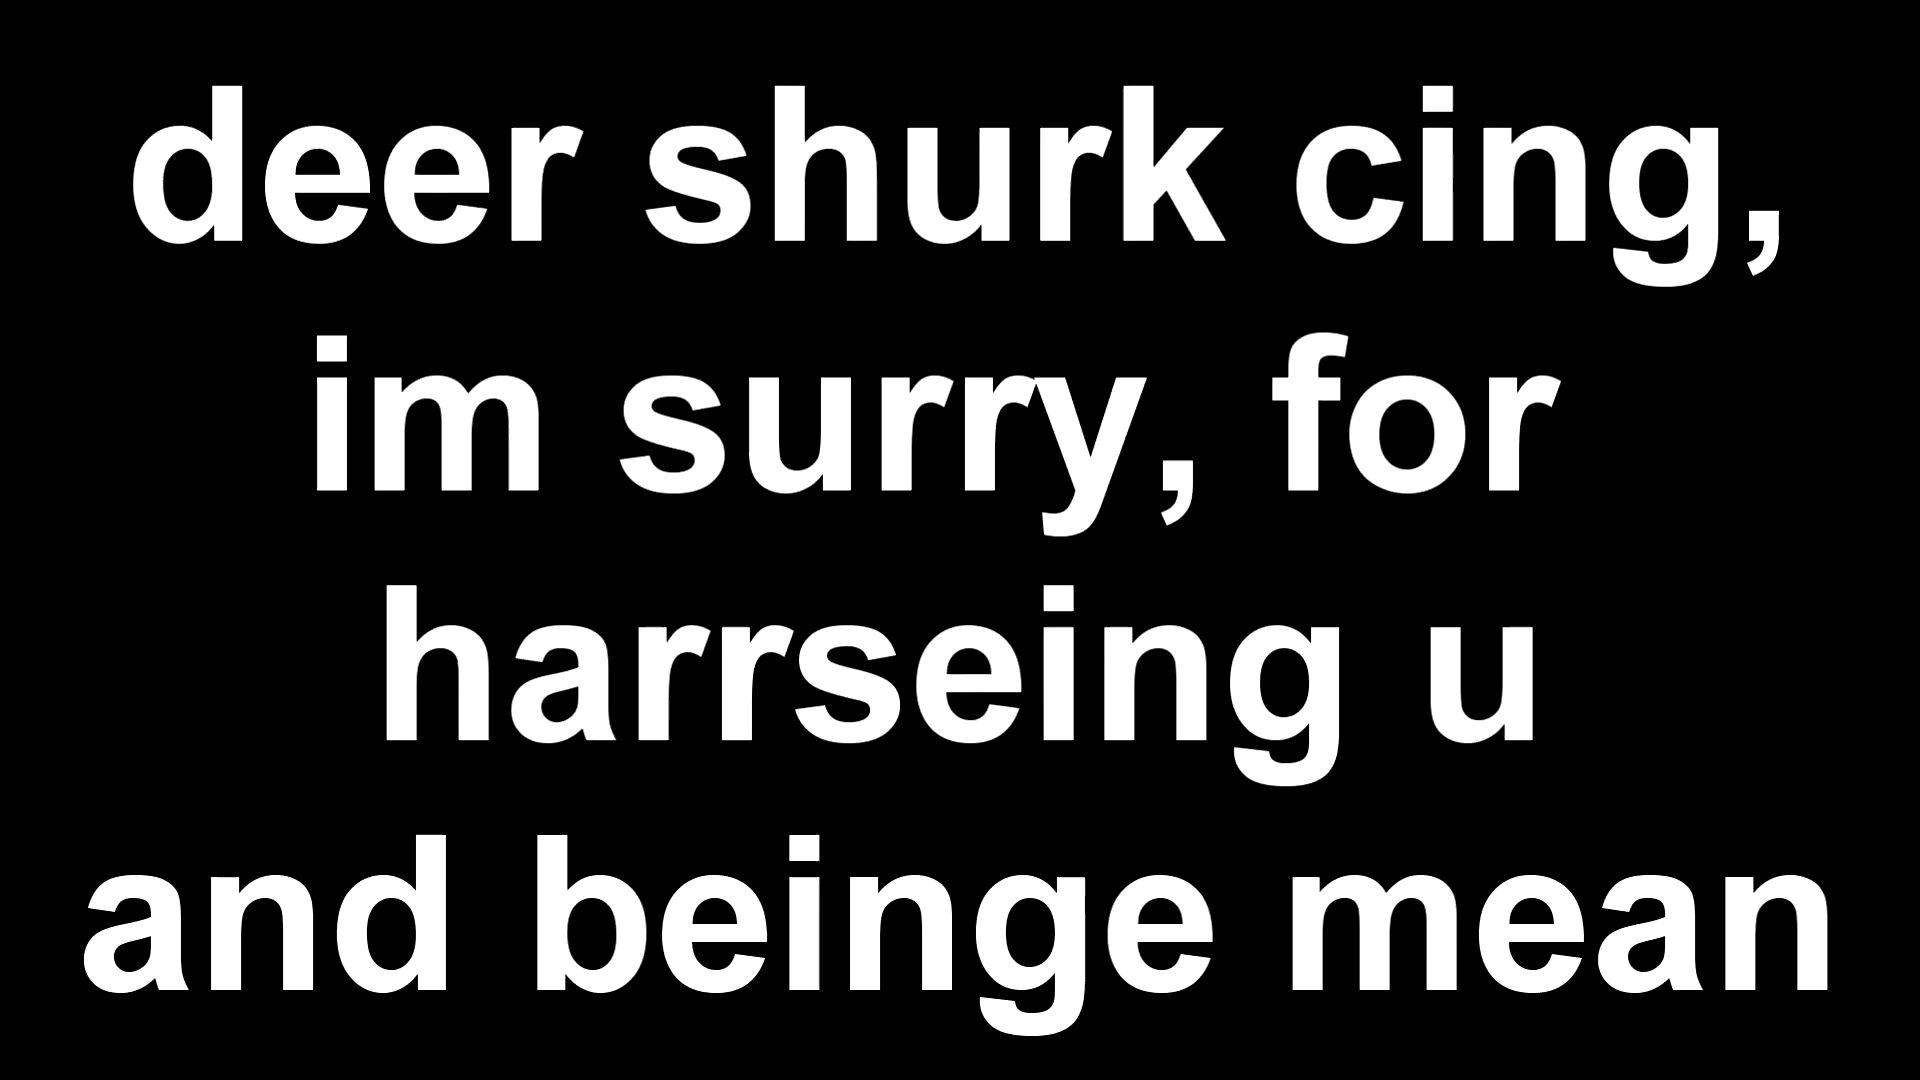 deer shurk cing,
im surry, for
harrseing u
and beinge mean